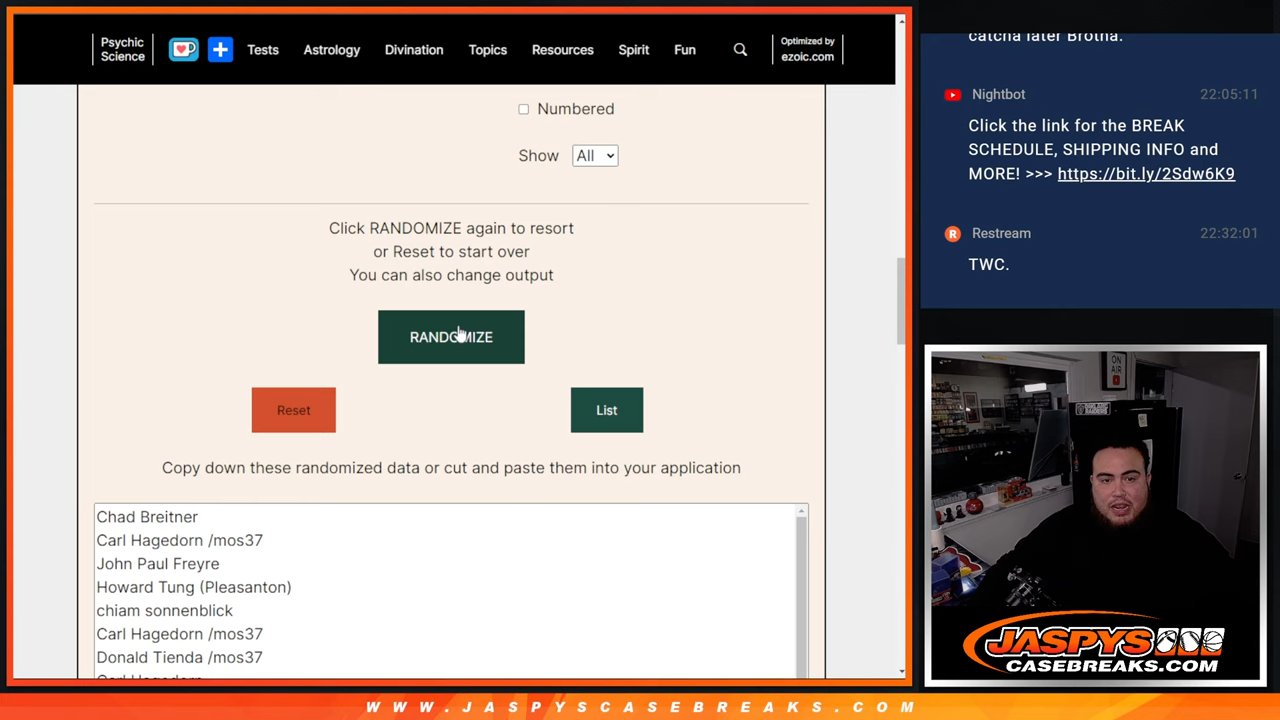 Psychic
Science
Tests
Astrology
Divination
Topics
Resources
Spirit
Fun
Optimized by
ezoic.com
Numbered
Show
All
Click RANDOMIZE again to resort
or Reset to start over
You can also change output
RANDOMIZE
Reset
List
Copy down these randomized data or cut and paste them into your application
Chad Breitner
Carl Hagedorn /mos37
John Paul Freyre
Howard Tung (Pleasanton)
chiam sonnenblick
Carl Hagedorn /mos37
Donald Tienda /mos37
catcha later Brotha.
Nightbot
22:05:11
Click the link for the BREAK
SCHEDULE, SHIPPING INFO and
MORE! >>> https://bit.ly/2Sdw6K9
Restream
22:32:01
TWC.
ON
AIR
JASPYS
CASEBREAKS.COM
WWW.JASPYSCASEBREAKS.COM